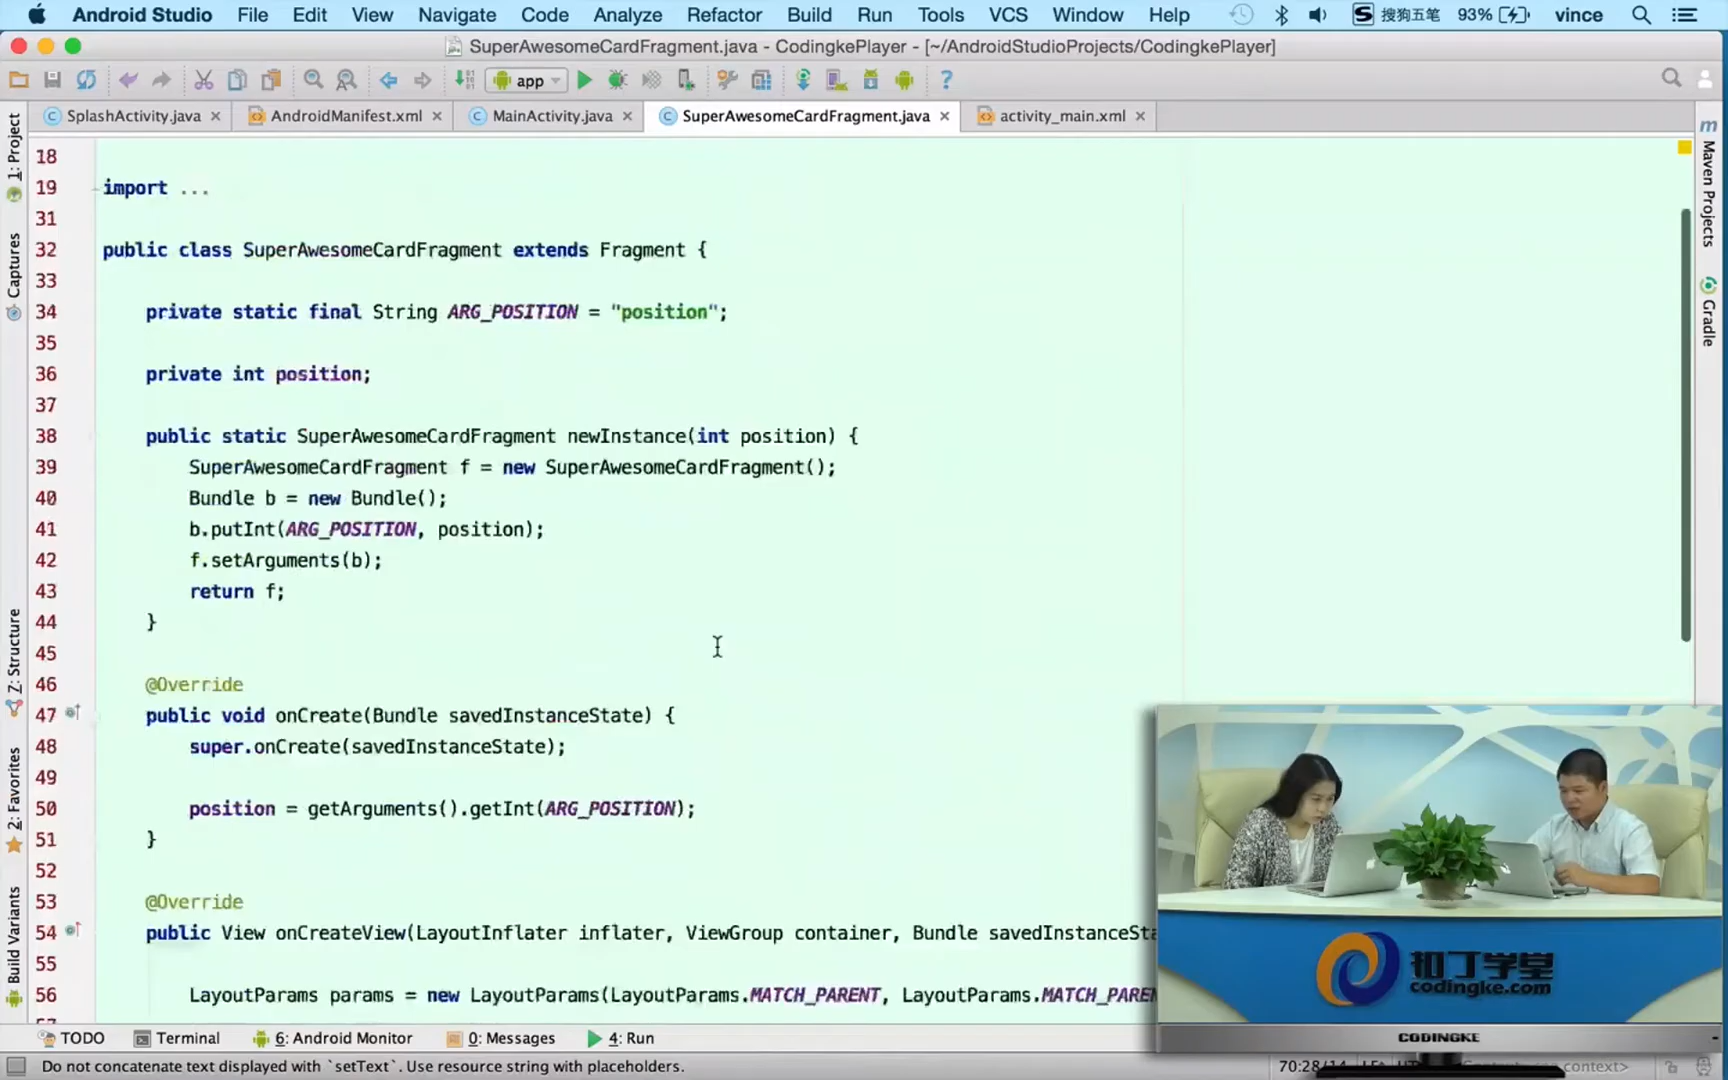 Android Studio File Edit View Navigate Code Analyze Refactor Build Run Tools VCS Window Help 搜狗五笔 93% vince
SuperAwesomeCardFragment.java - CodingkePlayer - [~/AndroidStudioProjects/CodingkePlayer]
app
SplashActivity.java AndroidManifest.xml MainActivity.java SuperAwesomeCardFragment.java activity_main.xml
1: Project
Captures
Z: Structure
2: Favorites
Build Variants
Maven Projects
Gradle
18
19 import ...
31
32 public class SuperAwesomeCardFragment extends Fragment {
33
34 private static final String ARG_POSITION = "position";
35
36 private int position;
37
38 public static SuperAwesomeCardFragment newInstance(int position) {
39 SuperAwesomeCardFragment f = new SuperAwesomeCardFragment();
40 Bundle b = new Bundle();
41 b.putInt(ARG_POSITION, position);
42 f.setArguments(b);
43 return f;
44 }
45
46 @Override
47 public void onCreate(Bundle savedInstanceState) {
48 super.onCreate(savedInstanceState);
49
50 position = getArguments().getInt(ARG_POSITION);
51 }
52
53 @Override
54 public View onCreateView(LayoutInflater inflater, ViewGroup container, Bundle savedInstanceSta
55
56 LayoutParams params = new LayoutParams(LayoutParams.MATCH_PARENT, LayoutParams.MATCH_PAREN
扣丁学堂
codingke.com
CODINGKE
TODO Terminal 6: Android Monitor 0: Messages 4: Run
Do not concatenate text displayed with `setText`. Use resource string with placeholders. 70:28/14 context>